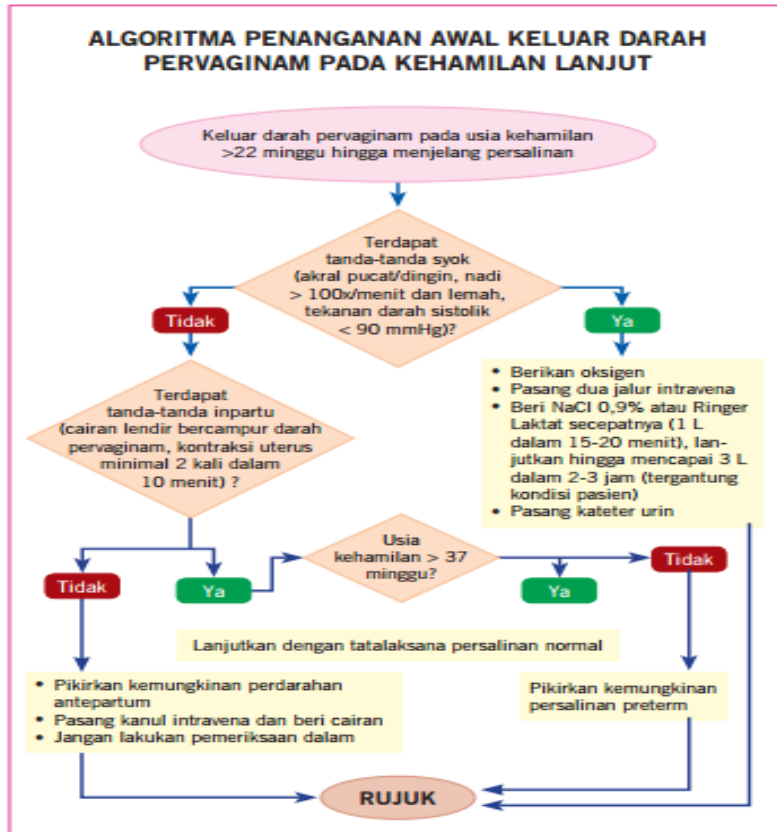 ALGORITMA PENANGANAN AWAL KELUAR DARAH
PERVAGINAM PADA KEHAMILAN LANJUT
Keluar darah pervaginam pada usia kehamilan
>22 minggu hingga menjelang persalinan
Terdapat
tanda-tanda syok
(akral pucat/dingin, nadi
> 100x/menit dan lemah,
tekanan darah sistolik
< 90 mmHg)?
Tidak
Ya
Terdapat
tanda-tanda inpartu
(cairan lendir bercampur darah
pervaginam, kontraksi uterus
minimal 2 kali dalam
10 menit) ?
• Berikan oksigen
• Pasang dua jalur intravena
• Beri NaCl 0,9% atau Ringer
Laktat secepatnya (1 L
dalam 15-20 menit), lan-
jutkan hingga mencapai 3 L
dalam 2-3 jam (tergantung
kondisi pasien)
• Pasang kateter urin
Usia
kehamilan > 37
minggu?
Tidak
Ya
Ya
Tidak
Lanjutkan dengan tatalaksana persalinan normal
• Pikirkan kemungkinan perdarahan
antepartum
• Pasang kanul intravena dan beri cairan
• Jangan lakukan pemeriksaan dalam
Pikirkan kemungkinan
persalinan preterm
RUJUK